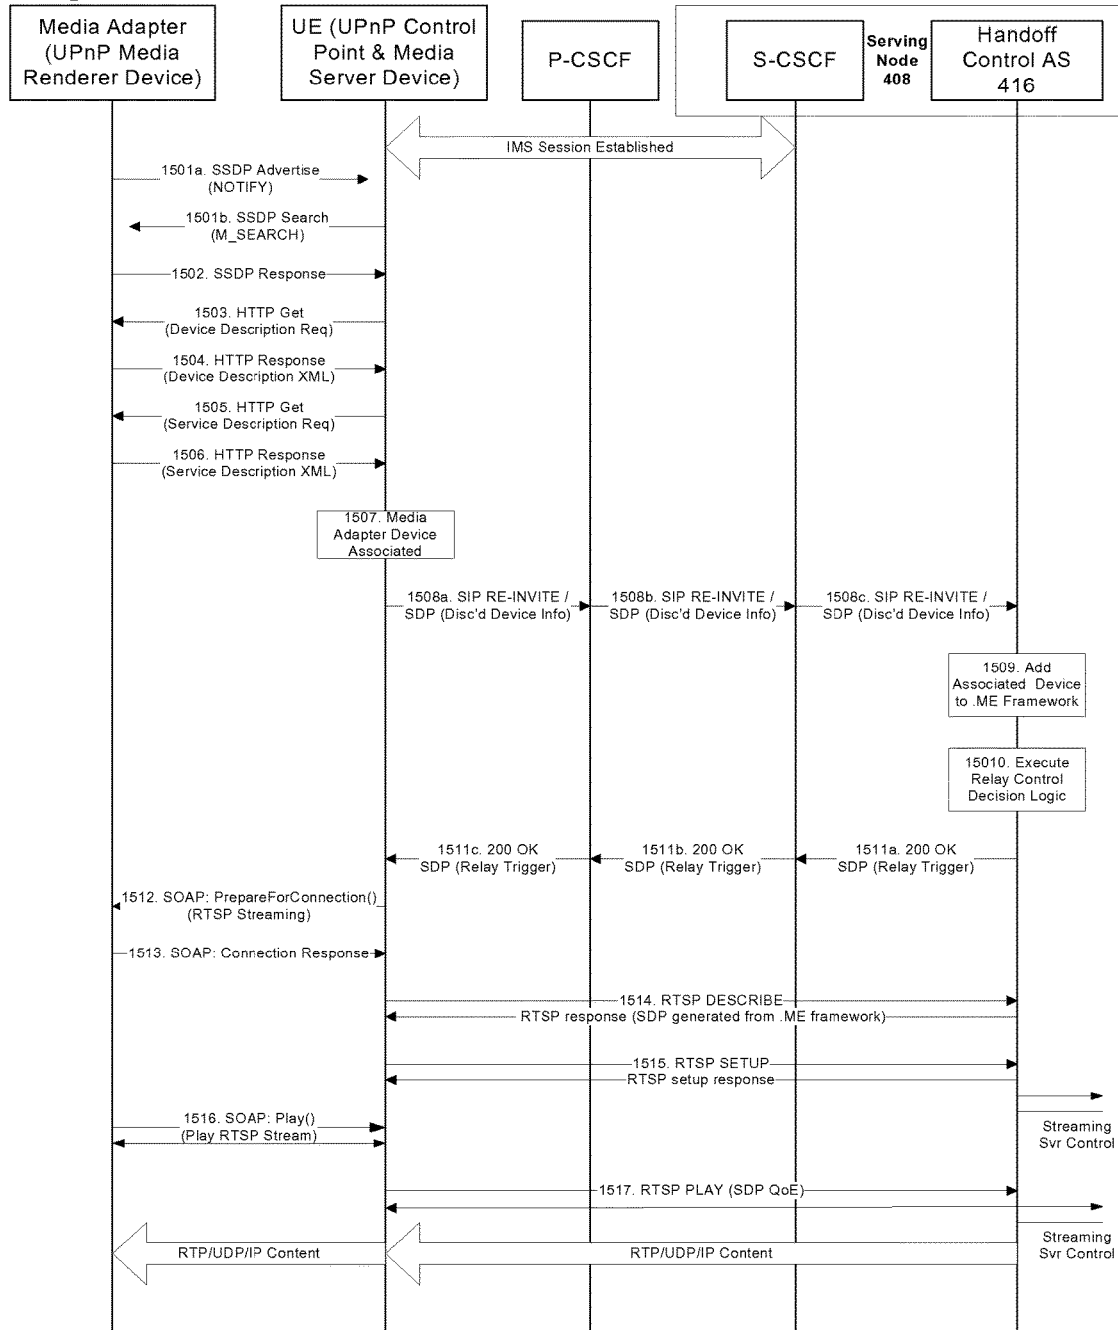 Media Adapter
(UPnP Media
Renderer Device)
UE (UPnP Control
Point & Media
Server Device)
P-CSCF
S-CSCF
Serving
Node
408
Handoff
Control AS
416
IMS Session Established
1501a. SSDP Advertise
(NOTIFY)
1501b. SSDP Search
(M_SEARCH)
1502. SSDP Response
1503. HTTP Get
(Device Description Req)
1504. HTTP Response
(Device Description XML)
1505. HTTP Get
(Service Description Req)
1506. HTTP Response
(Service Description XML)
1507. Media
Adapter Device
Associated
1508a. SIP RE-INVITE /
SDP (Disc'd Device Info)
1508b. SIP RE-INVITE /
SDP (Disc'd Device Info)
1508c. SIP RE-INVITE /
SDP (Disc'd Device Info)
1509. Add
Associated Device
to .ME Framework
15010. Execute
Relay Control
Decision Logic
1511c. 200 OK
SDP (Relay Trigger)
1511b. 200 OK
SDP (Relay Trigger)
1511a. 200 OK
SDP (Relay Trigger)
1512. SOAP: PrepareForConnection()
(RTSP Streaming)
1513. SOAP: Connection Response
1514. RTSP DESCRIBE
RTSP response (SDP generated from .ME framework)
1515. RTSP SETUP
RTSP setup response
1516. SOAP: Play()
(Play RTSP Stream)
Streaming
Svr Control
1517. RTSP PLAY (SDP QoE)
Streaming
Svr Control
RTP/UDP/IP Content
RTP/UDP/IP Content